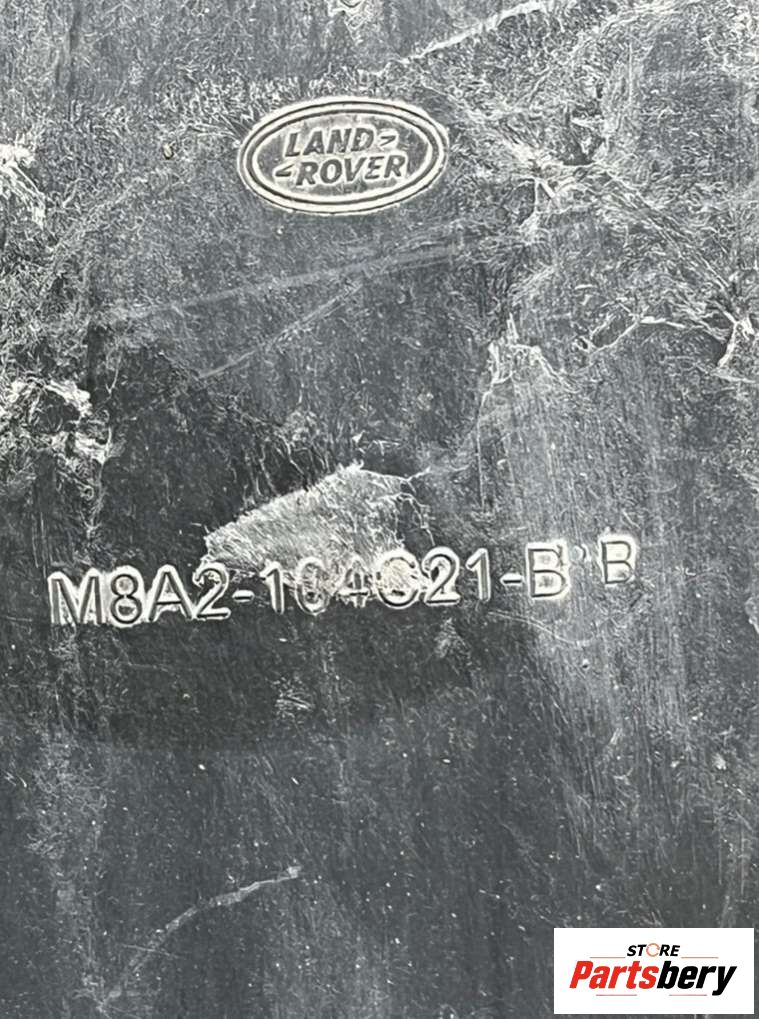 LAND
ROVER
M8A2-104C21-B B
STORE
Partsbery